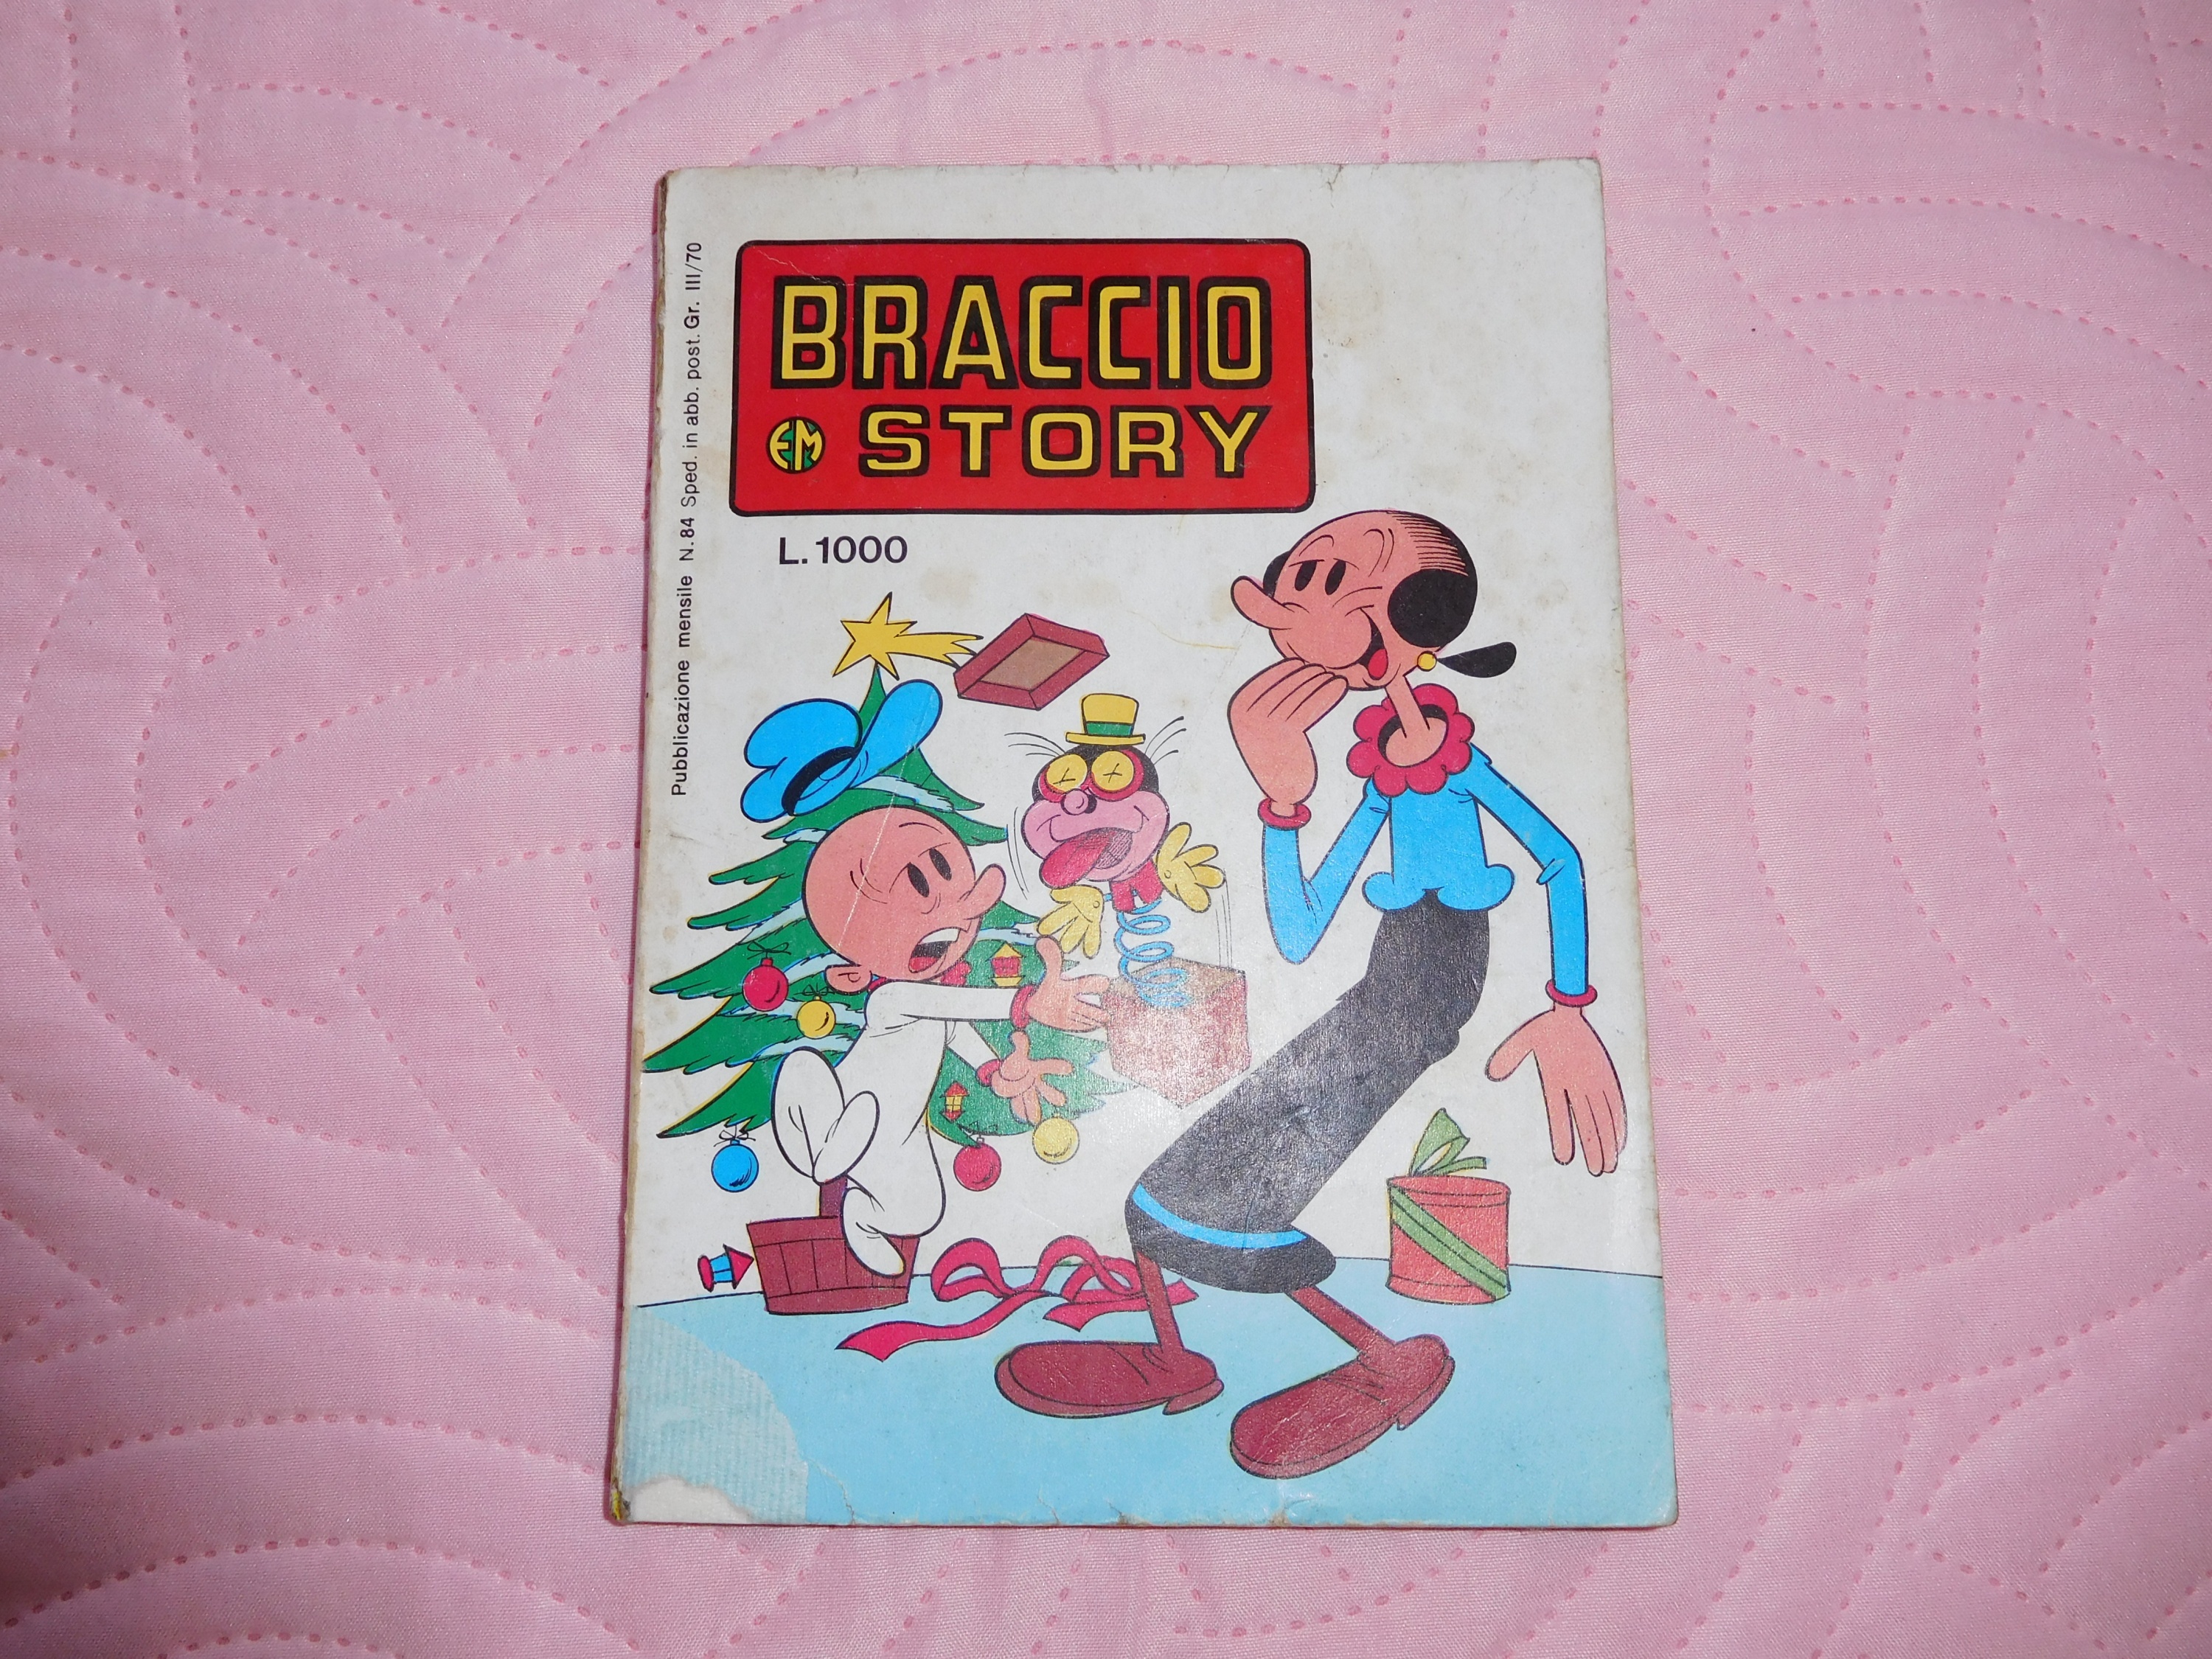 BRACCIO
EM STORY
L. 1000
Pubblicazione mensile N. 84 Sped. in abb. post. Gr. III/70